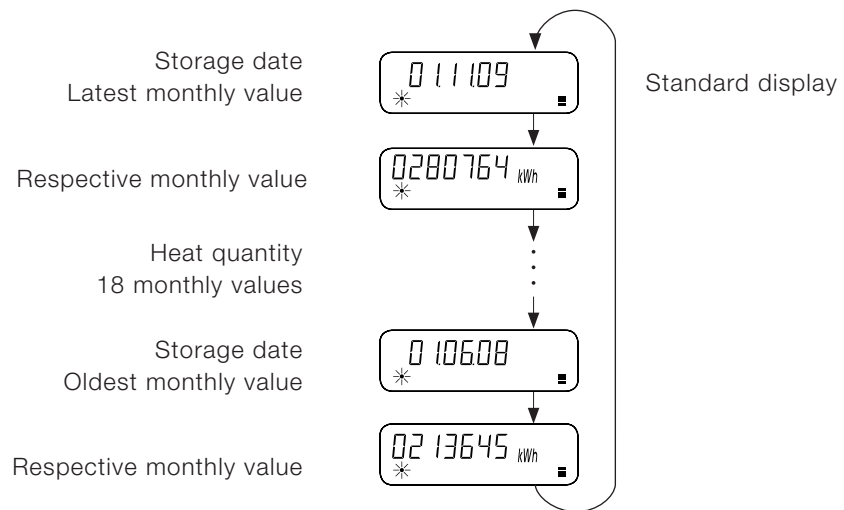 Storage date
Latest monthly value
01.11.09
Standard display
Respective monthly value
0280764 kWh
Heat quantity
18 monthly values
Storage date
Oldest monthly value
01.06.08
Respective monthly value
0213645 kWh